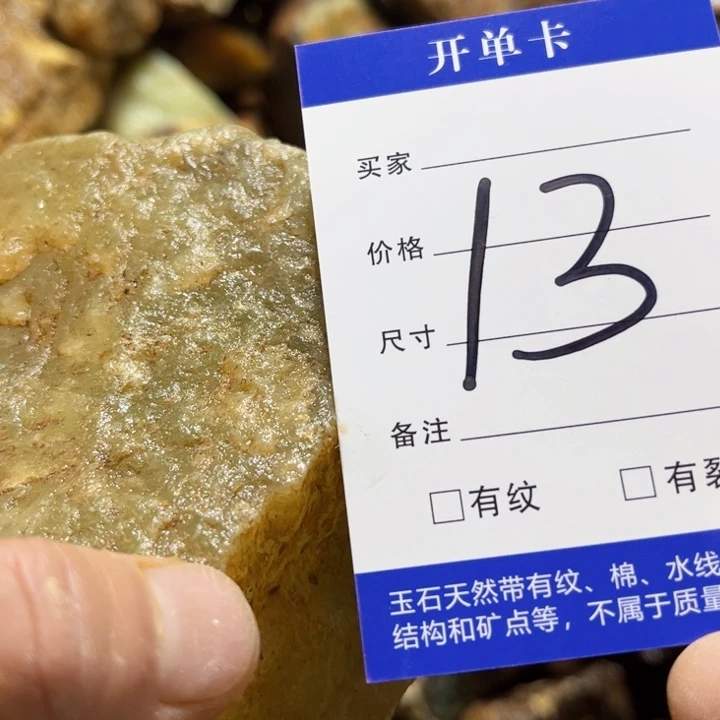 开单卡
买家
13
价格
尺寸
备注
□有纹 □有裂
玉石天然带有纹、棉、水线
结构和矿点等，不属于质量